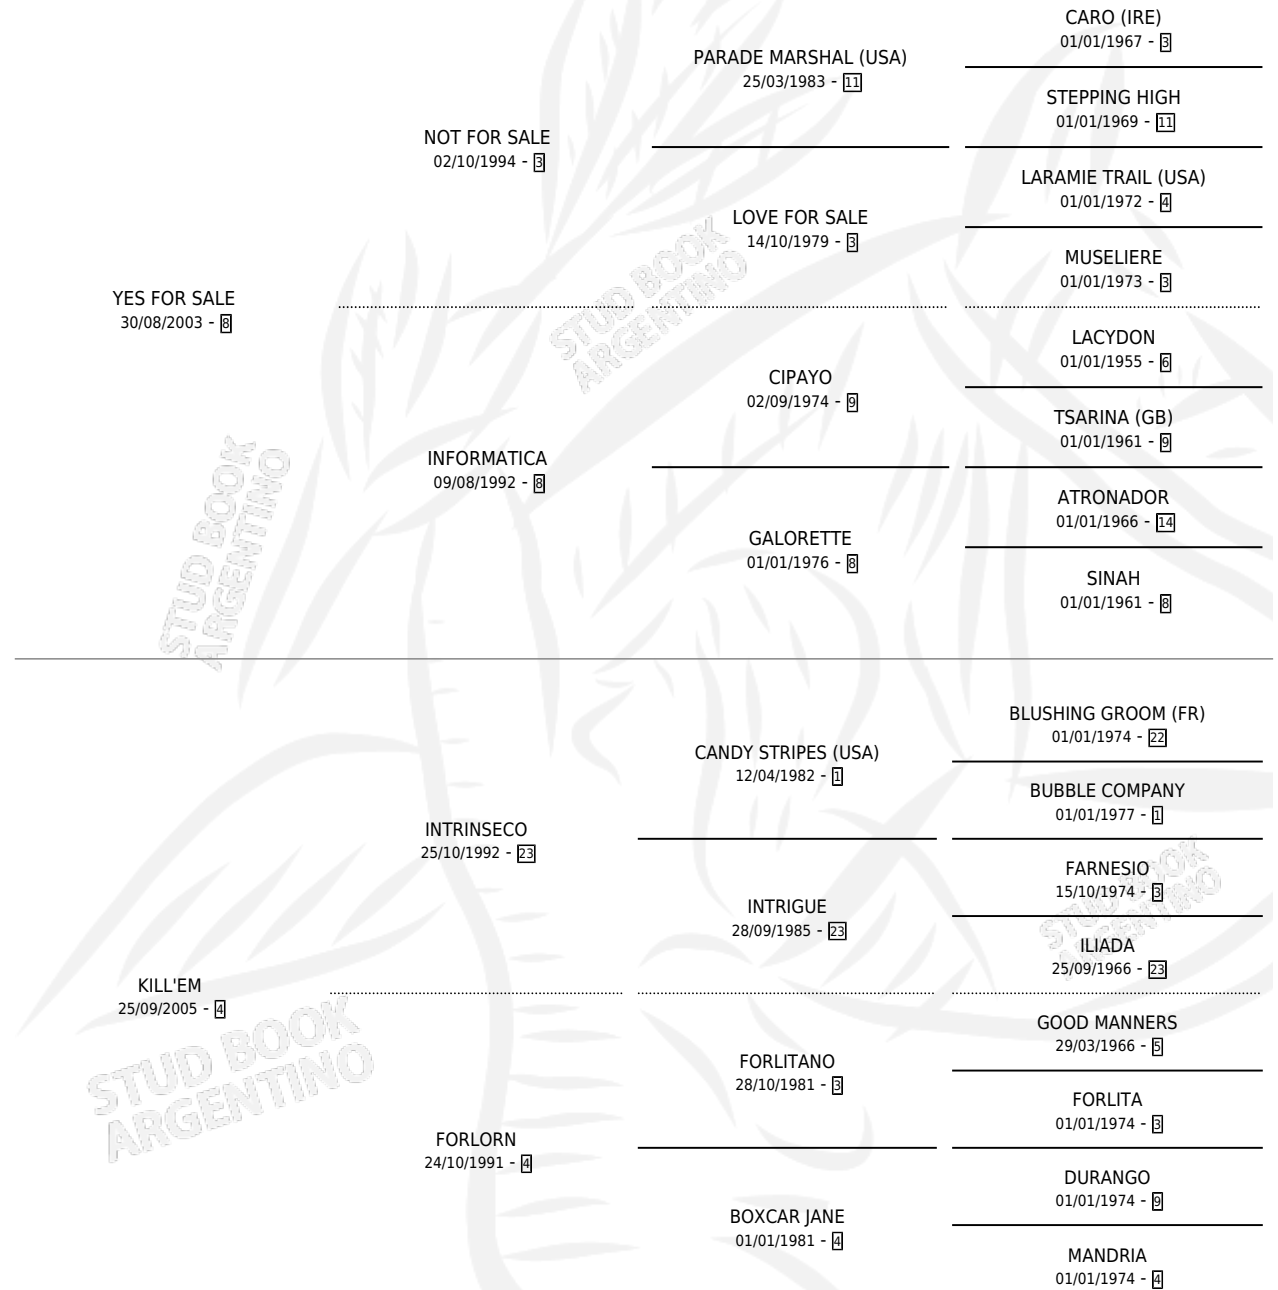 CARO (IRE)
01/01/1967 - 3
PARADE MARSHAL (USA)
25/03/1983 - 11
STEPPING HIGH
01/01/1969 - 11
NOT FOR SALE
02/10/1994 - 3
LARAMIE TRAIL (USA)
01/01/1972 - 4
LOVE FOR SALE
14/10/1979 - 3
MUSELIERE
01/01/1973 - 3
YES FOR SALE
30/08/2003 - 8
STUD BOOK
ARGENTINO
LACYDON
01/01/1955 - 6
CIPAYO
02/09/1974 - 9
TSARINA (GB)
01/01/1961 - 9
INFORMATICA
09/08/1992 - 8
ATRONADOR
01/01/1966 - 14
GALORETTE
01/01/1976 - 8
SINAH
01/01/1961 - 8
STUD BOOK
ARGENTINO
BLUSHING GROOM (FR)
01/01/1974 - 22
CANDY STRIPES (USA)
12/04/1982 - 1
BUBBLE COMPANY
01/01/1977 - 1
INTRINSECO
25/10/1992 - 23
FARNESIO
15/10/1974 - 3
INTRIGUE
28/09/1985 - 23
ILIADA
25/09/1966 - 23
STUD BOOK
ARGENTINO
KILL'EM
25/09/2005 - 4
GOOD MANNERS
29/03/1966 - 5
FORLITANO
28/10/1981 - 3
FORLITA
01/01/1974 - 3
STUD BOOK
ARGENTINO
FORLORN
24/10/1991 - 4
DURANGO
01/01/1974 - 9
BOXCAR JANE
01/01/1981 - 4
MANDRIA
01/01/1974 - 4